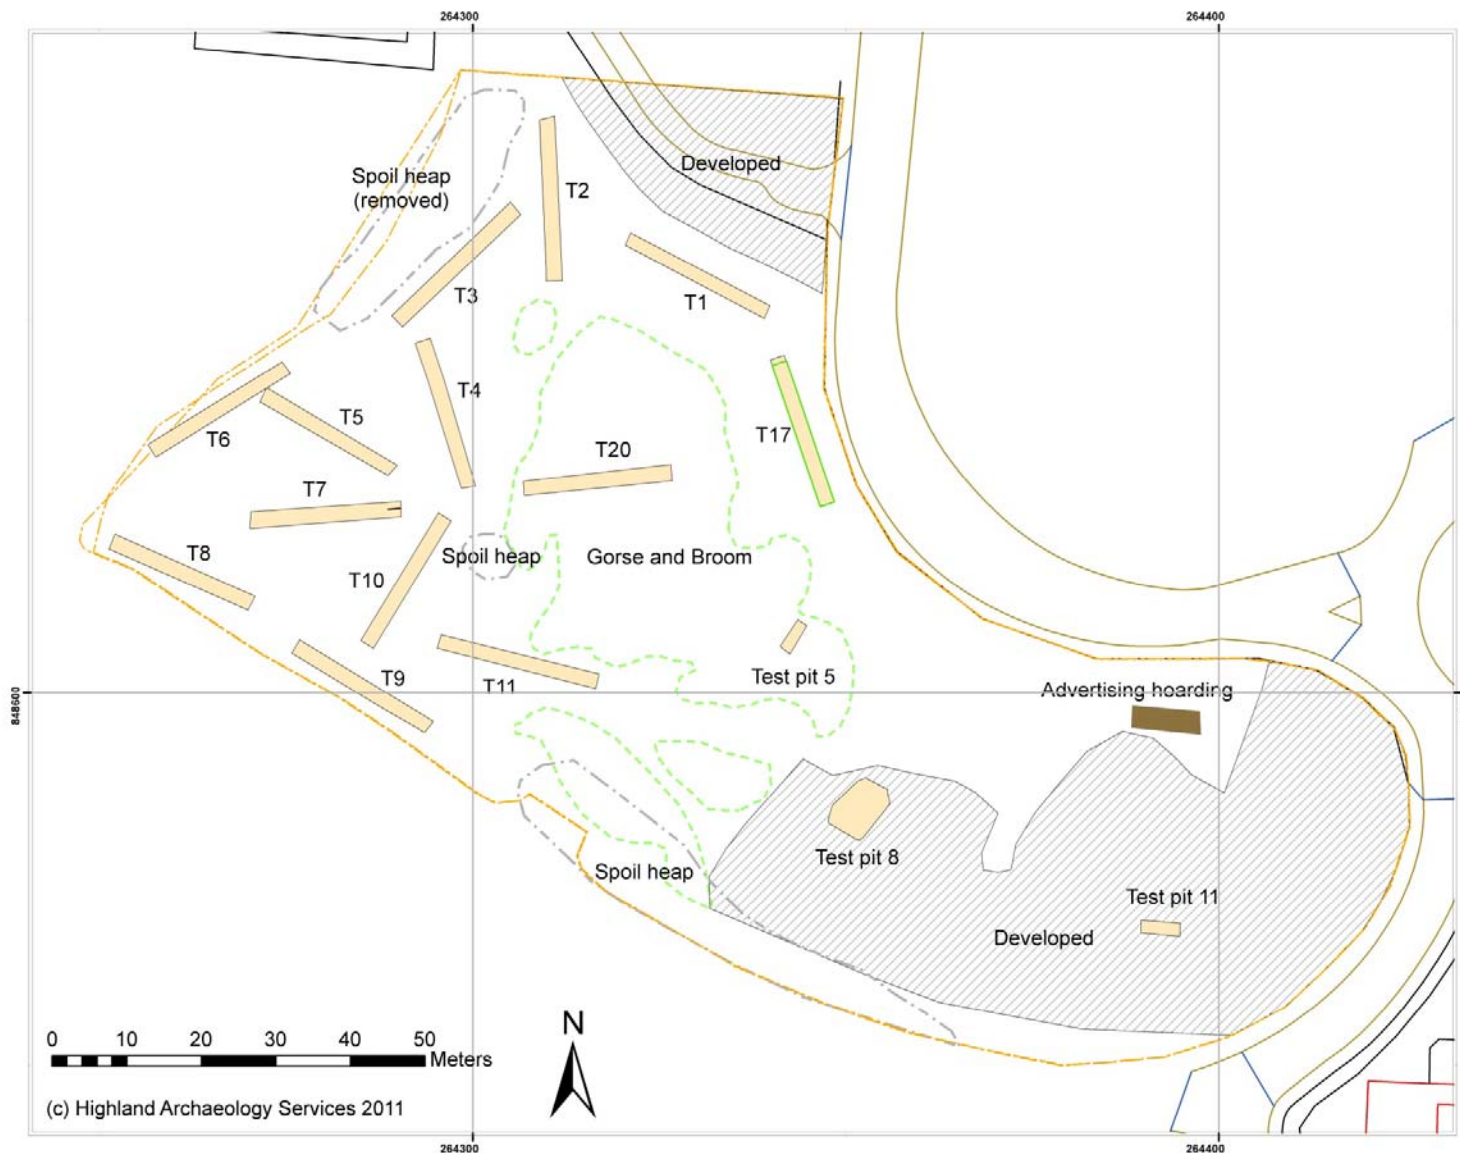 264300
264400
Developed
Spoil heap
(removed)
T2
T3
T1
T4
T5
T6
T17
T20
T7
T8
Spoil heap
Gorse and Broom
T10
T9
T11
Test pit 5
Advertising hoarding
848600
Test pit 8
Spoil heap
Test pit 11
Developed
N
0 10 20 30 40 50
Meters
(c) Highland Archaeology Services 2011
264300
264400